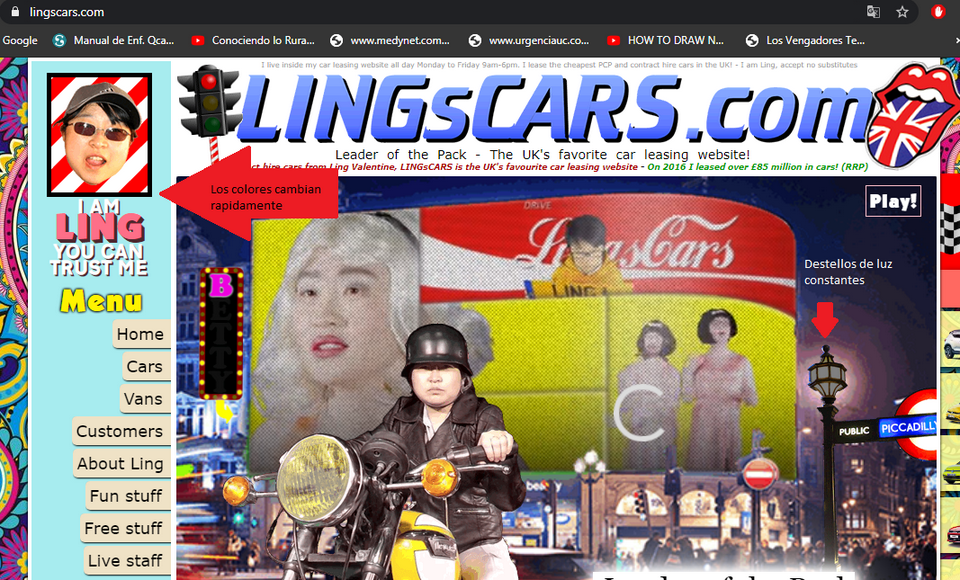 lingscars.com
Google
Manual de Enf. Qca...
Conociendo lo Rura...
www.medynet.com...
www.urgenciauc.co...
HOW TO DRAW N...
Los Vengadores Te...
I live inside my car leasing website all day Monday to Friday 9am-6pm. I lease the cheapest PCP and contract hire cars in the UK! - I am Ling, accept no substitutes
LINGsCARS.com
Leader of the Pack - The UK's favorite car leasing website!
ct hire cars from Ling Valentine, LINGsCARS is the UK's favourite car leasing website - On 2016 I leased over £85 million in cars! (RRP)
Los colores cambian
rapidamente
I AM
LING
YOU CAN
TRUST ME
Menu
Home
Cars
Vans
Customers
About Ling
Fun stuff
Free stuff
Live staff
Play!
DRIVE
LingsCars
LING
BETTY
Destellos de luz
constantes
PUBLIC
PICCADILLY